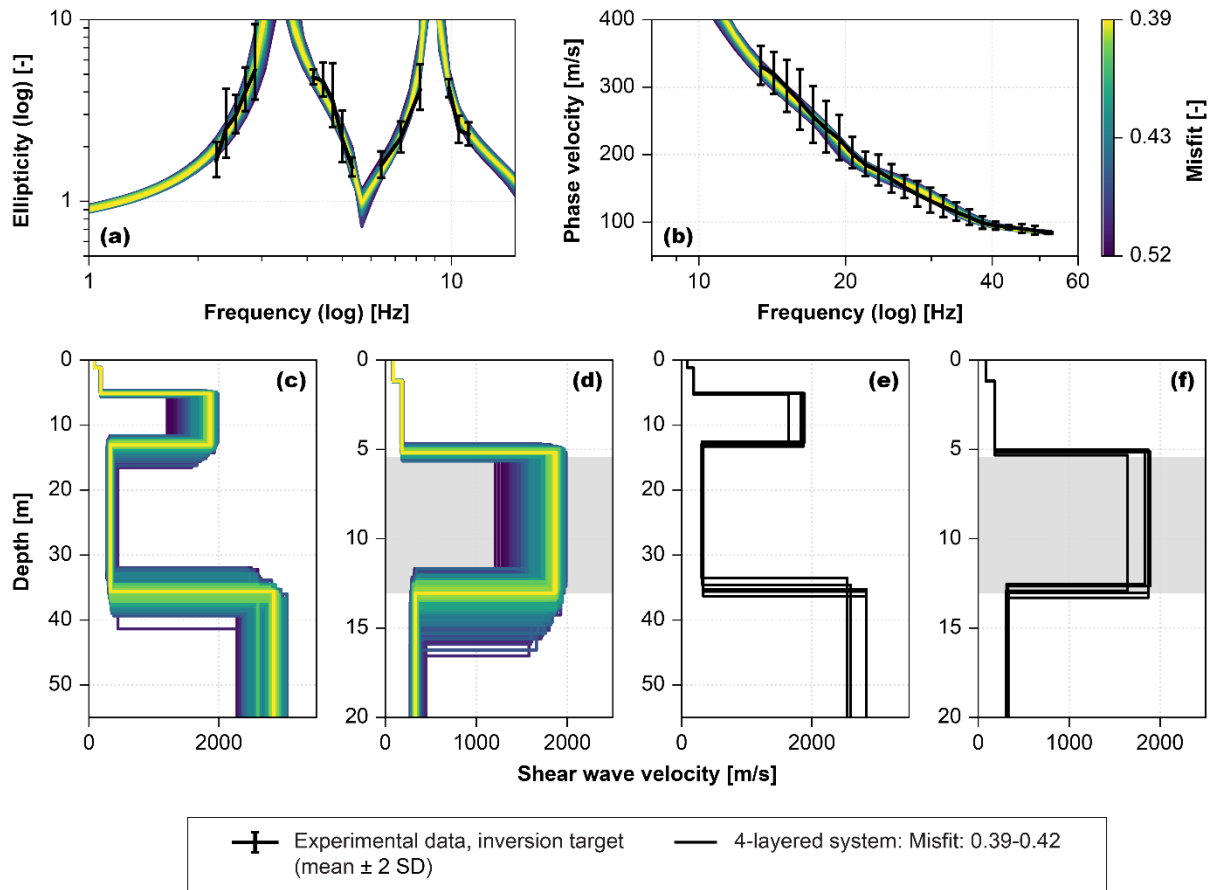 Ellipticity (log) [-]
10
1
(a)
1
10
Frequency (log) [Hz]
Phase velocity [m/s]
400
300
200
100
(b)
10
20
40
60
Frequency (log) [Hz]
0.39
0.43
0.52
Misfit [-]
Depth [m]
0
10
20
30
40
50
(c)
0
2000
0
5
10
15
20
(d)
0
1000
2000
0
10
20
30
40
50
(e)
0
2000
0
5
10
15
20
(f)
0
1000
2000
Shear wave velocity [m/s]
Experimental data, inversion target
(mean ± 2 SD)
4-layered system: Misfit: 0.39-0.42